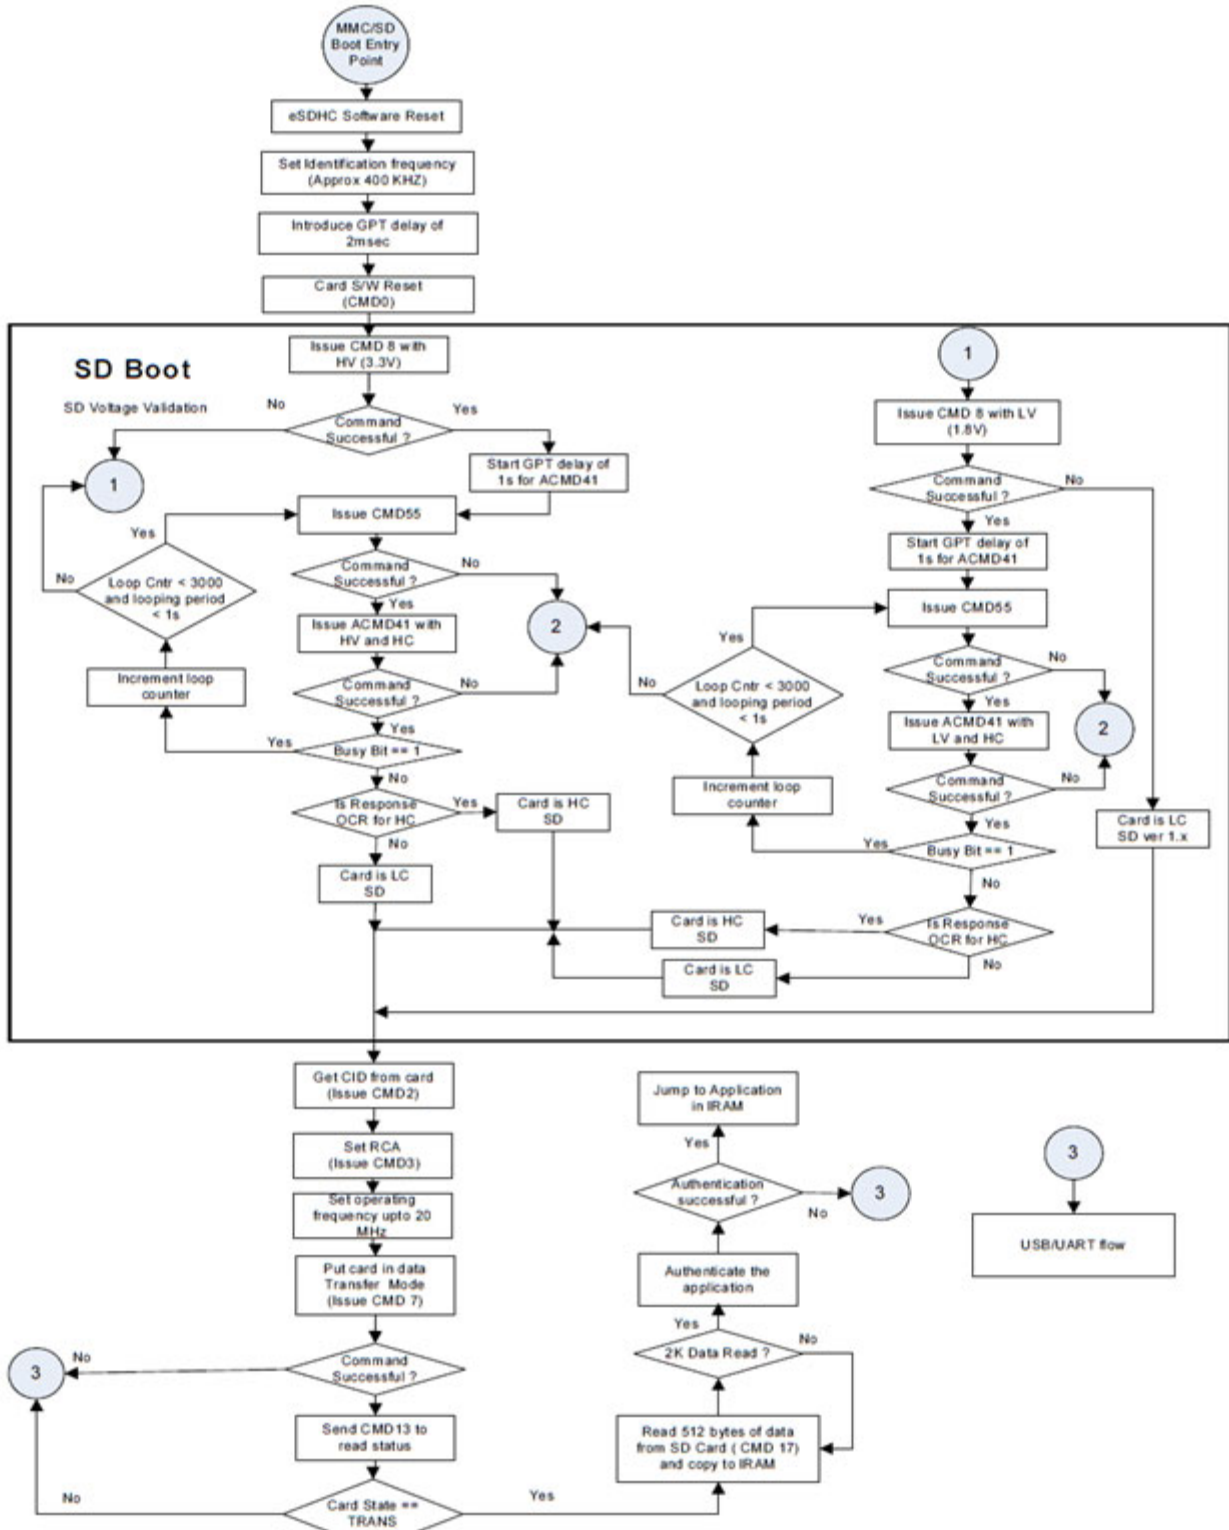 MMC/SD
Boot Entry
Point
eSDHC Software Reset
Set Identification frequency
(Approx 400 KHZ)
Introduce GPT delay of
2msec
Card S/W Reset
(CMD0)
SD Boot
SD Voltage Validation
Issue CMD 8 with
HV (3.3V)
No
Command
Successful ?
Yes
1
Start GPT delay of
1s for ACMD41
Issue CMD55
Yes
No
Loop Cntr < 3000
and looping period
< 1s
Command
Successful ?
No
Yes
Issue ACMD41 with
HV and HC
2
Increment loop
counter
Command
Successful ?
No
Yes
Yes
Busy Bit == 1
No
Is Response
OCR for HC
Yes
Card is HC
SD
No
Card is LC
SD
1
Issue CMD 8 with LV
(1.8V)
Command
Successful ?
No
Yes
Start GPT delay of
1s for ACMD41
Issue CMD55
Yes
No
Loop Cntr < 3000
and looping period
< 1s
Command
Successful ?
No
Yes
Issue ACMD41 with
LV and HC
2
Increment loop
counter
Command
Successful ?
No
Yes
Card is LC
SD ver 1.x
Yes
Busy Bit == 1
No
Card is HC
SD
Yes
Is Response
OCR for HC
No
Card is LC
SD
Get CID from card
(Issue CMD2)
Set RCA
(Issue CMD3)
Set operating
frequency upto 20
MHz
Put card in data
Transfer Mode
(Issue CMD 7)
3
No
Command
Successful ?
Send CMD13 to
read status
No
Card State ==
TRANS
Yes
Jump to Application
in IRAM
Yes
Authentication
successful ?
No
3
Authenticate the
application
Yes
No
2K Data Read ?
Read 512 bytes of data
from SD Card ( CMD 17)
and copy to IRAM
3
USB/UART flow